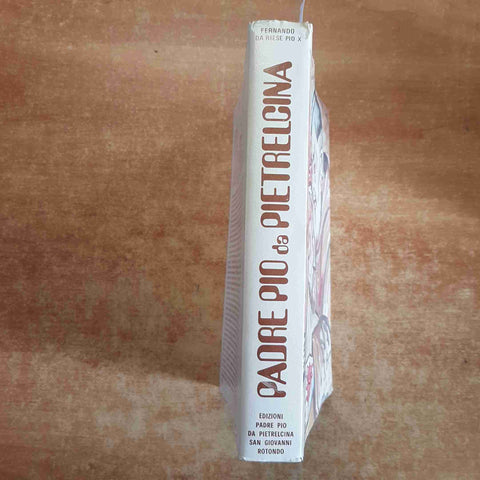 FERNANDO
DA RIESE PIO X
PADRE PIO da PIETRELCINA
EDIZIONI
PADRE PIO
DA PIETRELCINA
SAN GIOVANNI
ROTONDO